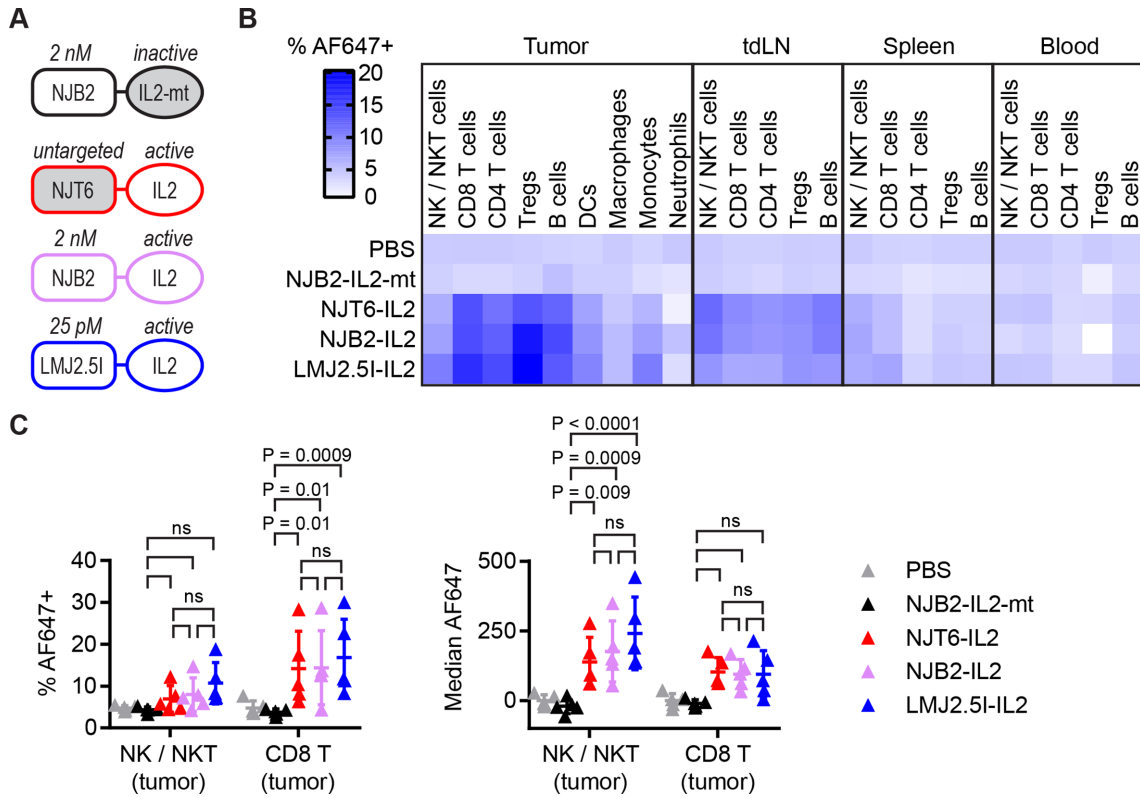 A
2 nM inactive
NJB2 IL2-mt
untargeted active
NJT6 IL2
2 nM active
NJB2 IL2
25 pM active
LMJ2.5I IL2
B
% AF647+
20
15
10
5
0
Tumor tdLN Spleen Blood
NK / NKT cells
CD8 T cells
CD4 T cells
Tregs
B cells
DCs
Macrophages
Monocytes
Neutrophils
NK / NKT cells
CD8 T cells
CD4 T cells
Tregs
B cells
NK / NKT cells
CD8 T cells
CD4 T cells
Tregs
B cells
NK / NKT cells
CD8 T cells
CD4 T cells
Tregs
B cells
PBS
NJB2-IL2-mt
NJT6-IL2
NJB2-IL2
LMJ2.5I-IL2
C
% AF647+
40
30
20
10
0
ns
ns
P = 0.0009
P = 0.01
P = 0.01
ns
NK / NKT
(tumor)
CD8 T
(tumor)
Median AF647
500
250
0
P < 0.0001
P = 0.0009
P = 0.009
ns
ns
ns
NK / NKT
(tumor)
CD8 T
(tumor)
PBS
NJB2-IL2-mt
NJT6-IL2
NJB2-IL2
LMJ2.5I-IL2